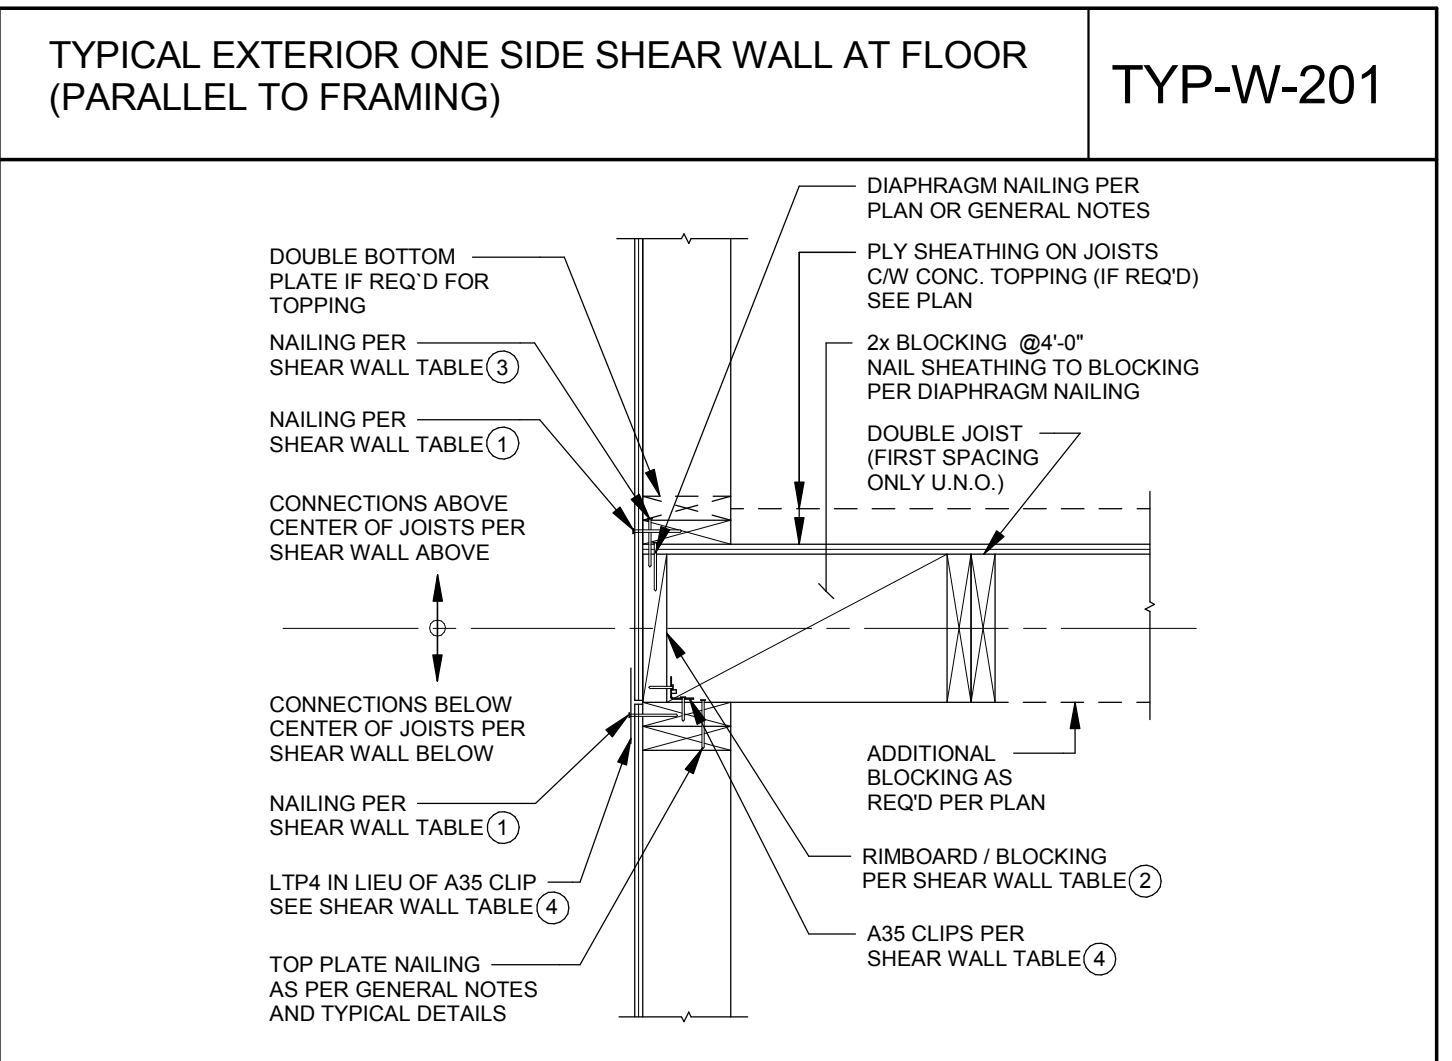 TYPICAL EXTERIOR ONE SIDE SHEAR WALL AT FLOOR
(PARALLEL TO FRAMING)
TYP-W-201
DOUBLE BOTTOM
PLATE IF REQ`D FOR
TOPPING
NAILING PER
SHEAR WALL TABLE 3
NAILING PER
SHEAR WALL TABLE 1
CONNECTIONS ABOVE
CENTER OF JOISTS PER
SHEAR WALL ABOVE
CONNECTIONS BELOW
CENTER OF JOISTS PER
SHEAR WALL BELOW
NAILING PER
SHEAR WALL TABLE 1
LTP4 IN LIEU OF A35 CLIP
SEE SHEAR WALL TABLE 4
TOP PLATE NAILING
AS PER GENERAL NOTES
AND TYPICAL DETAILS
DIAPHRAGM NAILING PER
PLAN OR GENERAL NOTES
PLY SHEATHING ON JOISTS
C/W CONC. TOPPING (IF REQ'D)
SEE PLAN
2x BLOCKING @4'-0"
NAIL SHEATHING TO BLOCKING
PER DIAPHRAGM NAILING
DOUBLE JOIST
(FIRST SPACING
ONLY U.N.O.)
ADDITIONAL
BLOCKING AS
REQ'D PER PLAN
RIMBOARD / BLOCKING
PER SHEAR WALL TABLE 2
A35 CLIPS PER
SHEAR WALL TABLE 4